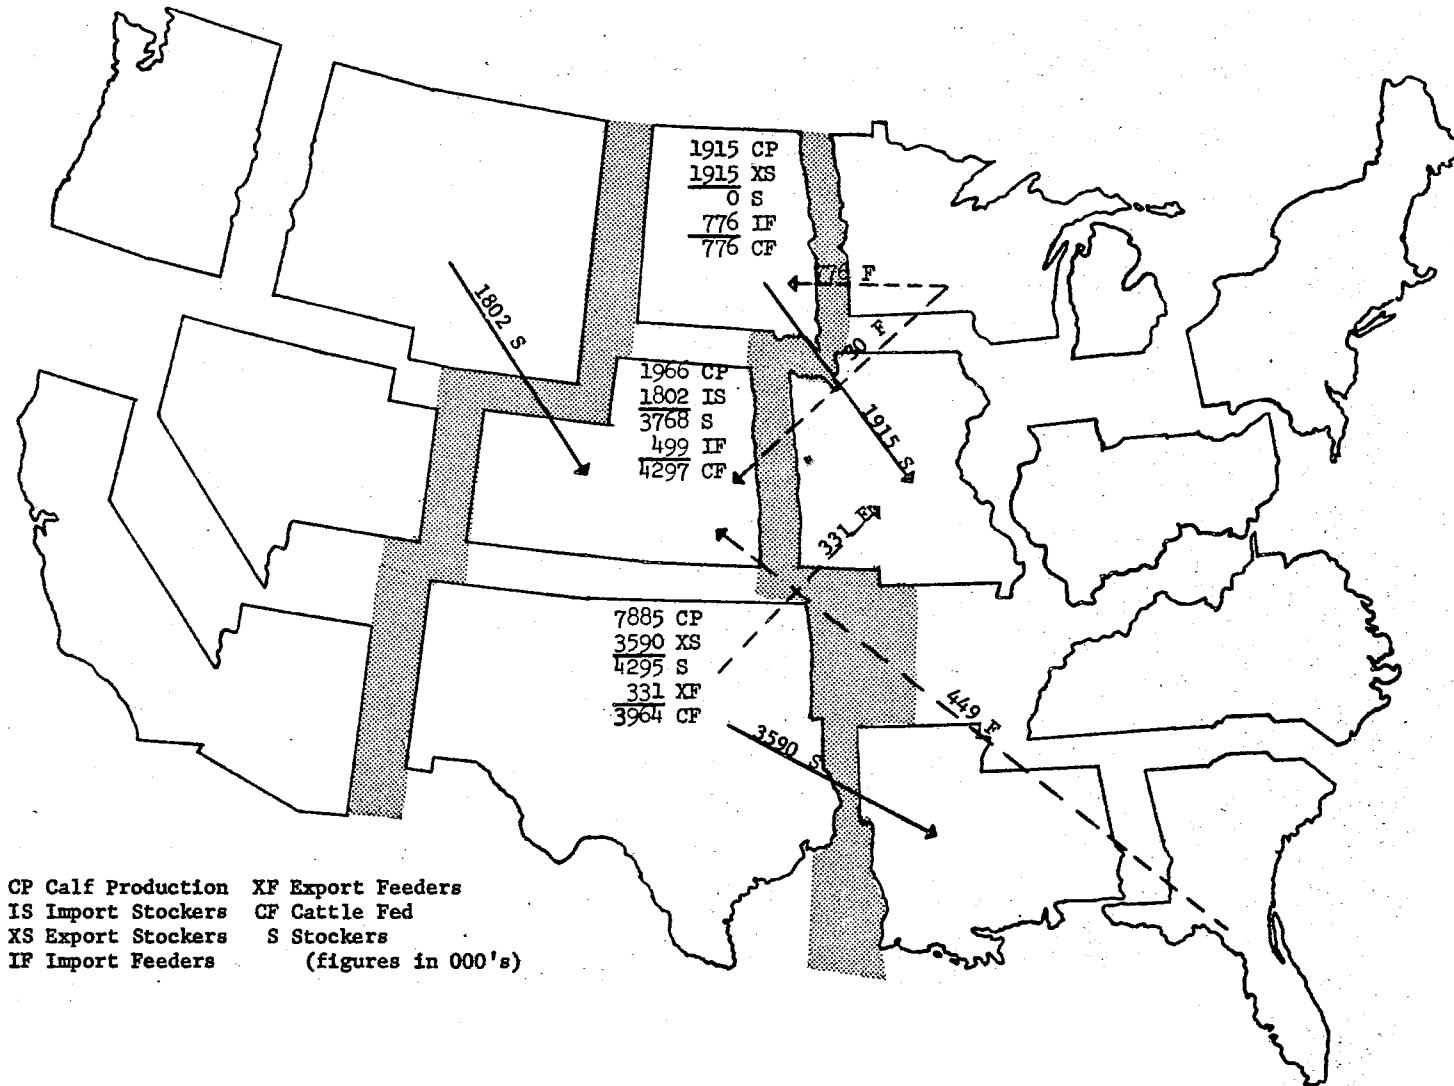 1915 CP
1915 XS
0 S
776 IF
776 CF
776 F
1802 S
30 F
1966 CP
1802 IS
3768 S
499 IF
4297 CF
1915 S
331 F
7885 CP
3590 XS
4295 S
331 XF
3964 CF
449 F
3590 S
CP Calf Production XF Export Feeders
IS Import Stockers CF Cattle Fed
XS Export Stockers S Stockers
IF Import Feeders (figures in 000's)